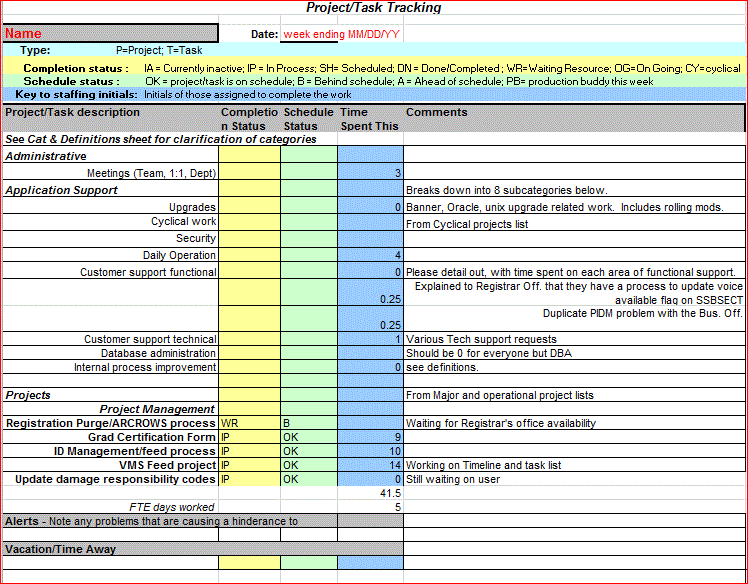 Project/Task Tracking
Name Date: week ending MM/DD/YY
Type: P=Project; T=Task
Completion status : IA = Currently inactive; IP = In Process; SH= Scheduled; DN = Done/Completed ; WR=Waiting Resource; OG=On Going; CY=cyclical
Schedule status : OK = project/task is on schedule; B = Behind schedule; A = Ahead of schedule; PB= production buddy this week
Key to staffing initials: Initials of those assigned to complete the work
Project/Task description Completio Schedule Time Comments
n Status Status Spent This
See Cat & Definitions sheet for clarification of categories
Administrative
Meetings (Team, 1:1, Dept) 3
Application Support Breaks down into 8 subcategories below.
Upgrades 0 Banner, Oracle, unix upgrade related work. Includes rolling mods.
Cyclical work From Cyclical projects list
Security
Daily Operation 4
Customer support functional 0 Please detail out, with time spent on each area of functional support.
Explained to Registrar Off. that they have a process to update voice
0.25 available flag on SSBSECT
Duplicate PIDM problem with the Bus. Off.
0.25
Customer support technical 1 Various Tech support requests
Database administration Should be 0 for everyone but DBA
Internal process improvement 0 see definitions.
Projects From Major and operational project lists
Project Management
Registration Purge/ARCROWS process WR B Waiting for Registrar's office availability
Grad Certification Form IP OK 9
ID Management/feed process IP OK 10
VMS Feed project IP OK 14 Working on Timeline and task list
Update damage responsibility codes IP OK 0 Still waiting on user
41.5
FTE days worked 5
Alerts - Note any problems that are causing a hinderance to
Vacation/Time Away